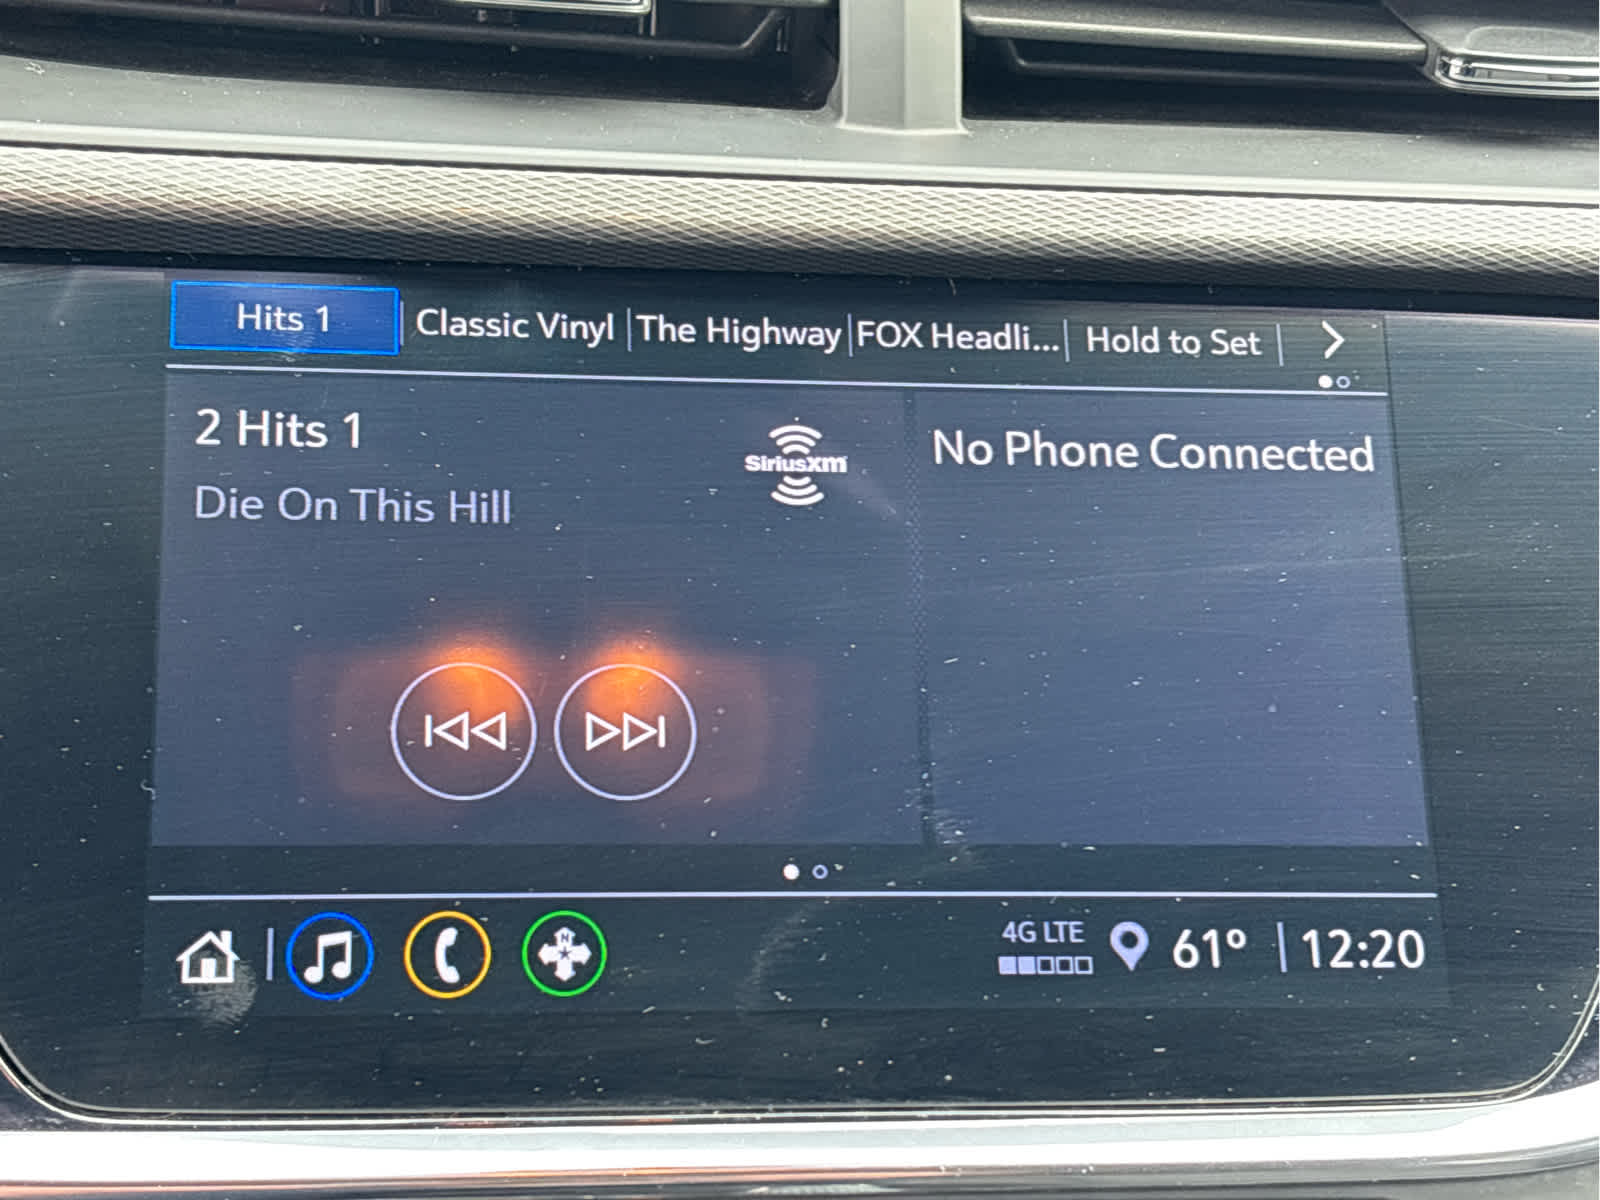 Hits 1 Classic Vinyl The Highway FOX Headli... Hold to Set
2 Hits 1
Die On This Hill
SiriusXM
No Phone Connected
N
4G LTE
61° 12:20